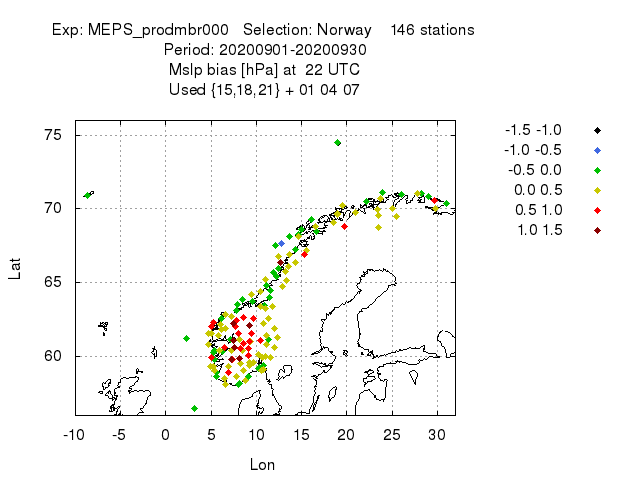 Exp: MEPS_prodmbr000   Selection: Norway    146 stations
Period: 20200901-20200930
Mslp bias [hPa] at  22 UTC
Used {15,18,21} + 01 04 07
75
70
65
60
Lat
-10 -5 0 5 10 15 20 25 30
Lon
-1.5 -1.0
-1.0 -0.5
-0.5 0.0
0.0 0.5
0.5 1.0
1.0 1.5